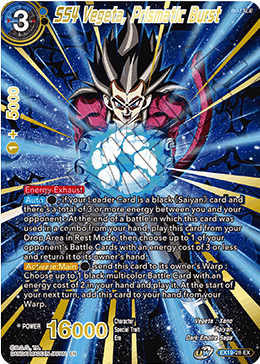 BATTLE
3
SS4 Vegeta, Prismatic Burst
1 + 5000
Energy-Exhaust
Auto : if your Leader Card is a black ‹Saiyan› card and
there's a total of 3 or more energy between you and your
opponent: At the end of a battle in which this card was
used in a combo from your hand, play this card from your
Drop Area in Rest Mode, then choose up to 1 of your
opponent's Battle Cards with an energy cost of 3 or less
and return it to its owner's hand.
Activate:Main : send this card to its owner's Warp :
Choose up to 1 black multicolor Battle Card with an
energy cost of 2 in your hand and play it. At the start of
your next turn, add this card to your hand from your
Warp.
POWER
16000
Character Vegeta : Xeno
Special Trait Saiyan
Era Dark Empire Saga
BANDAI
EX19-28 EX